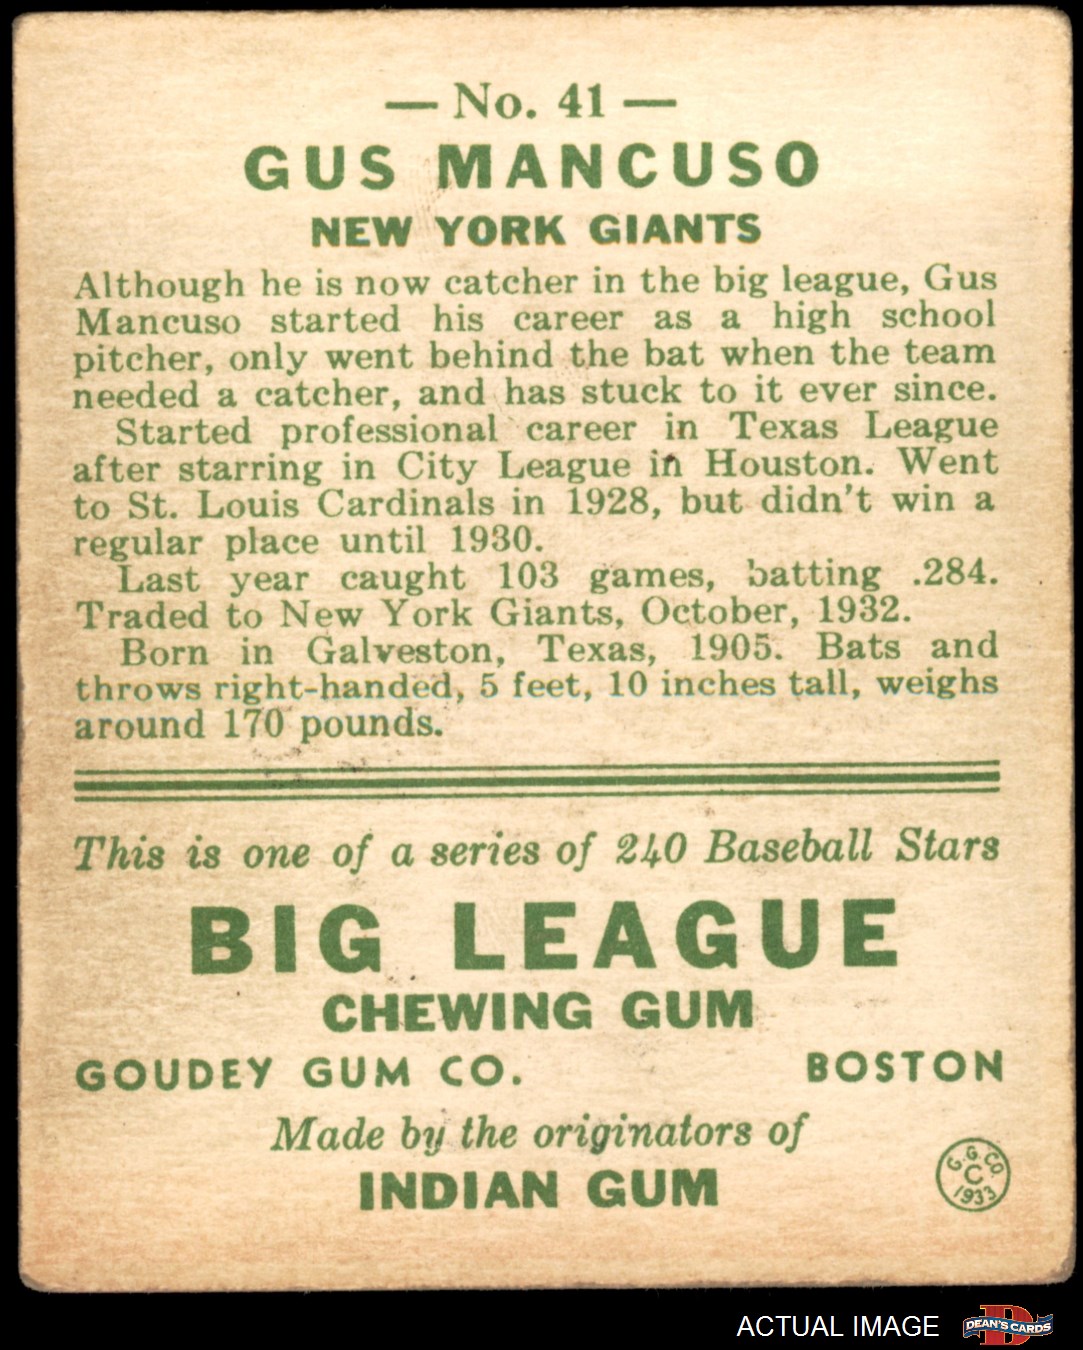 — No. 41 —
GUS MANCUSO
NEW YORK GIANTS
Although he is now catcher in the big league, Gus
Mancuso started his career as a high school
pitcher, only went behind the bat when the team
needed a catcher, and has stuck to it ever since.
Started professional career in Texas League
after starring in City League in Houston. Went
to St. Louis Cardinals in 1928, but didn't win a
regular place until 1930.
Last year caught 103 games, batting .284.
Traded to New York Giants, October, 1932.
Born in Galveston, Texas, 1905. Bats and
throws right-handed, 5 feet, 10 inches tall, weighs
around 170 pounds.
This is one of a series of 240 Baseball Stars
BIG LEAGUE
CHEWING GUM
GOUDEY GUM CO. BOSTON
Made by the originators of
INDIAN GUM
G.G.CO.
C
1933
ACTUAL IMAGE
D
DEAN'S CARDS